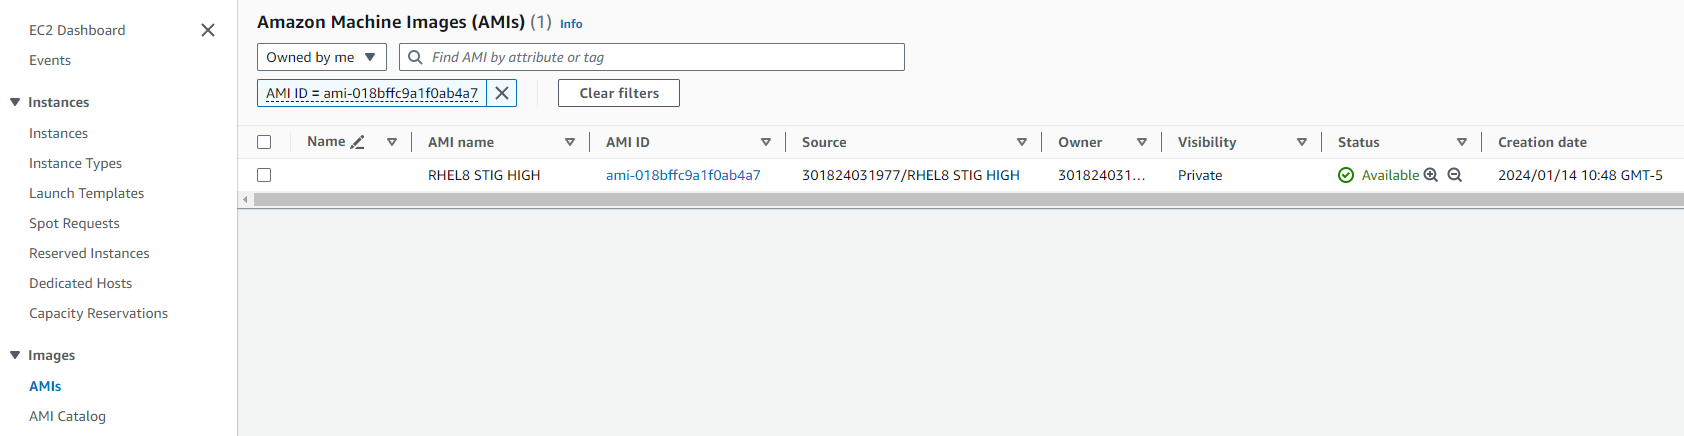 EC2 Dashboard
Events
Instances
Instances
Instance Types
Launch Templates
Spot Requests
Reserved Instances
Dedicated Hosts
Capacity Reservations
Images
AMIs
AMI Catalog
Amazon Machine Images (AMIs) (1) Info
Owned by me Find AMI by attribute or tag
AMI ID = ami-018bffc9a1f0ab4a7 Clear filters
Name AMI name AMI ID Source Owner Visibility Status Creation date
RHEL8 STIG HIGH ami-018bffc9a1f0ab4a7 301824031977/RHEL8 STIG HIGH 301824031... Private Available 2024/01/14 10:48 GMT-5